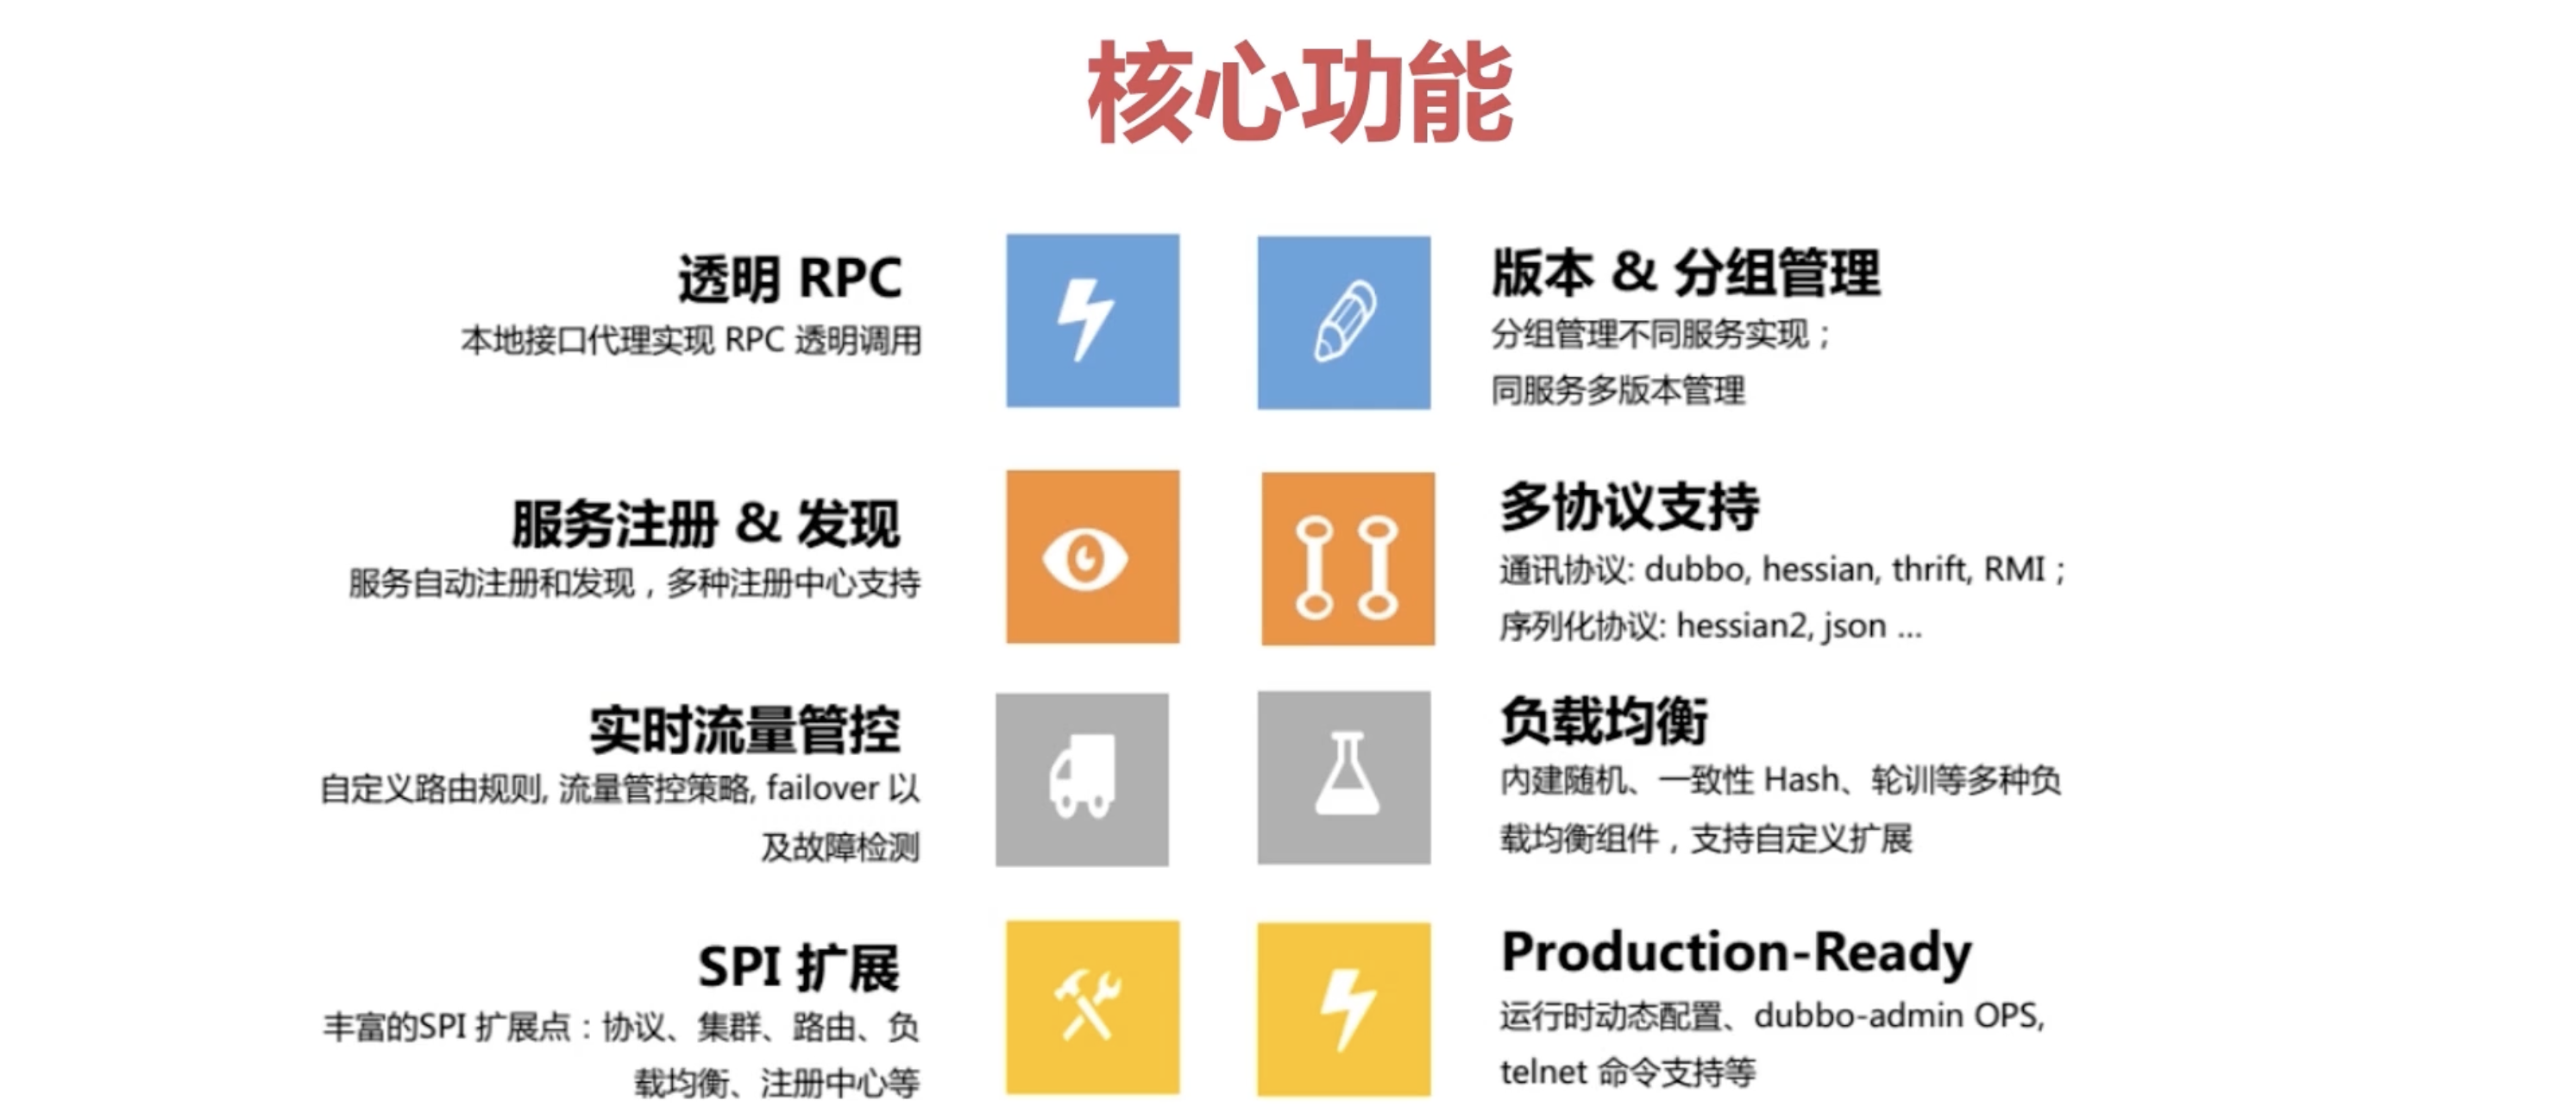 核心功能
透明 RPC
本地接口代理实现 RPC 透明调用
版本 & 分组管理
分组管理不同服务实现；
同服务多版本管理
服务注册 & 发现
服务自动注册和发现，多种注册中心支持
多协议支持
通讯协议: dubbo, hessian, thrift, RMI；
序列化协议: hessian2, json ...
实时流量管控
自定义路由规则, 流量管控策略, failover 以
及故障检测
负载均衡
内建随机、一致性 Hash、轮训等多种负
载均衡组件，支持自定义扩展
SPI 扩展
丰富的SPI 扩展点：协议、集群、路由、负
载均衡、注册中心等
Production-Ready
运行时动态配置、dubbo-admin OPS,
telnet 命令支持等